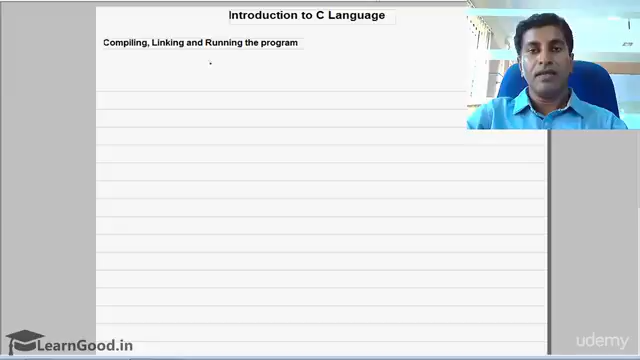 Introduction to C Language
Compiling, Linking and Running the program
LearnGood.in
udemy